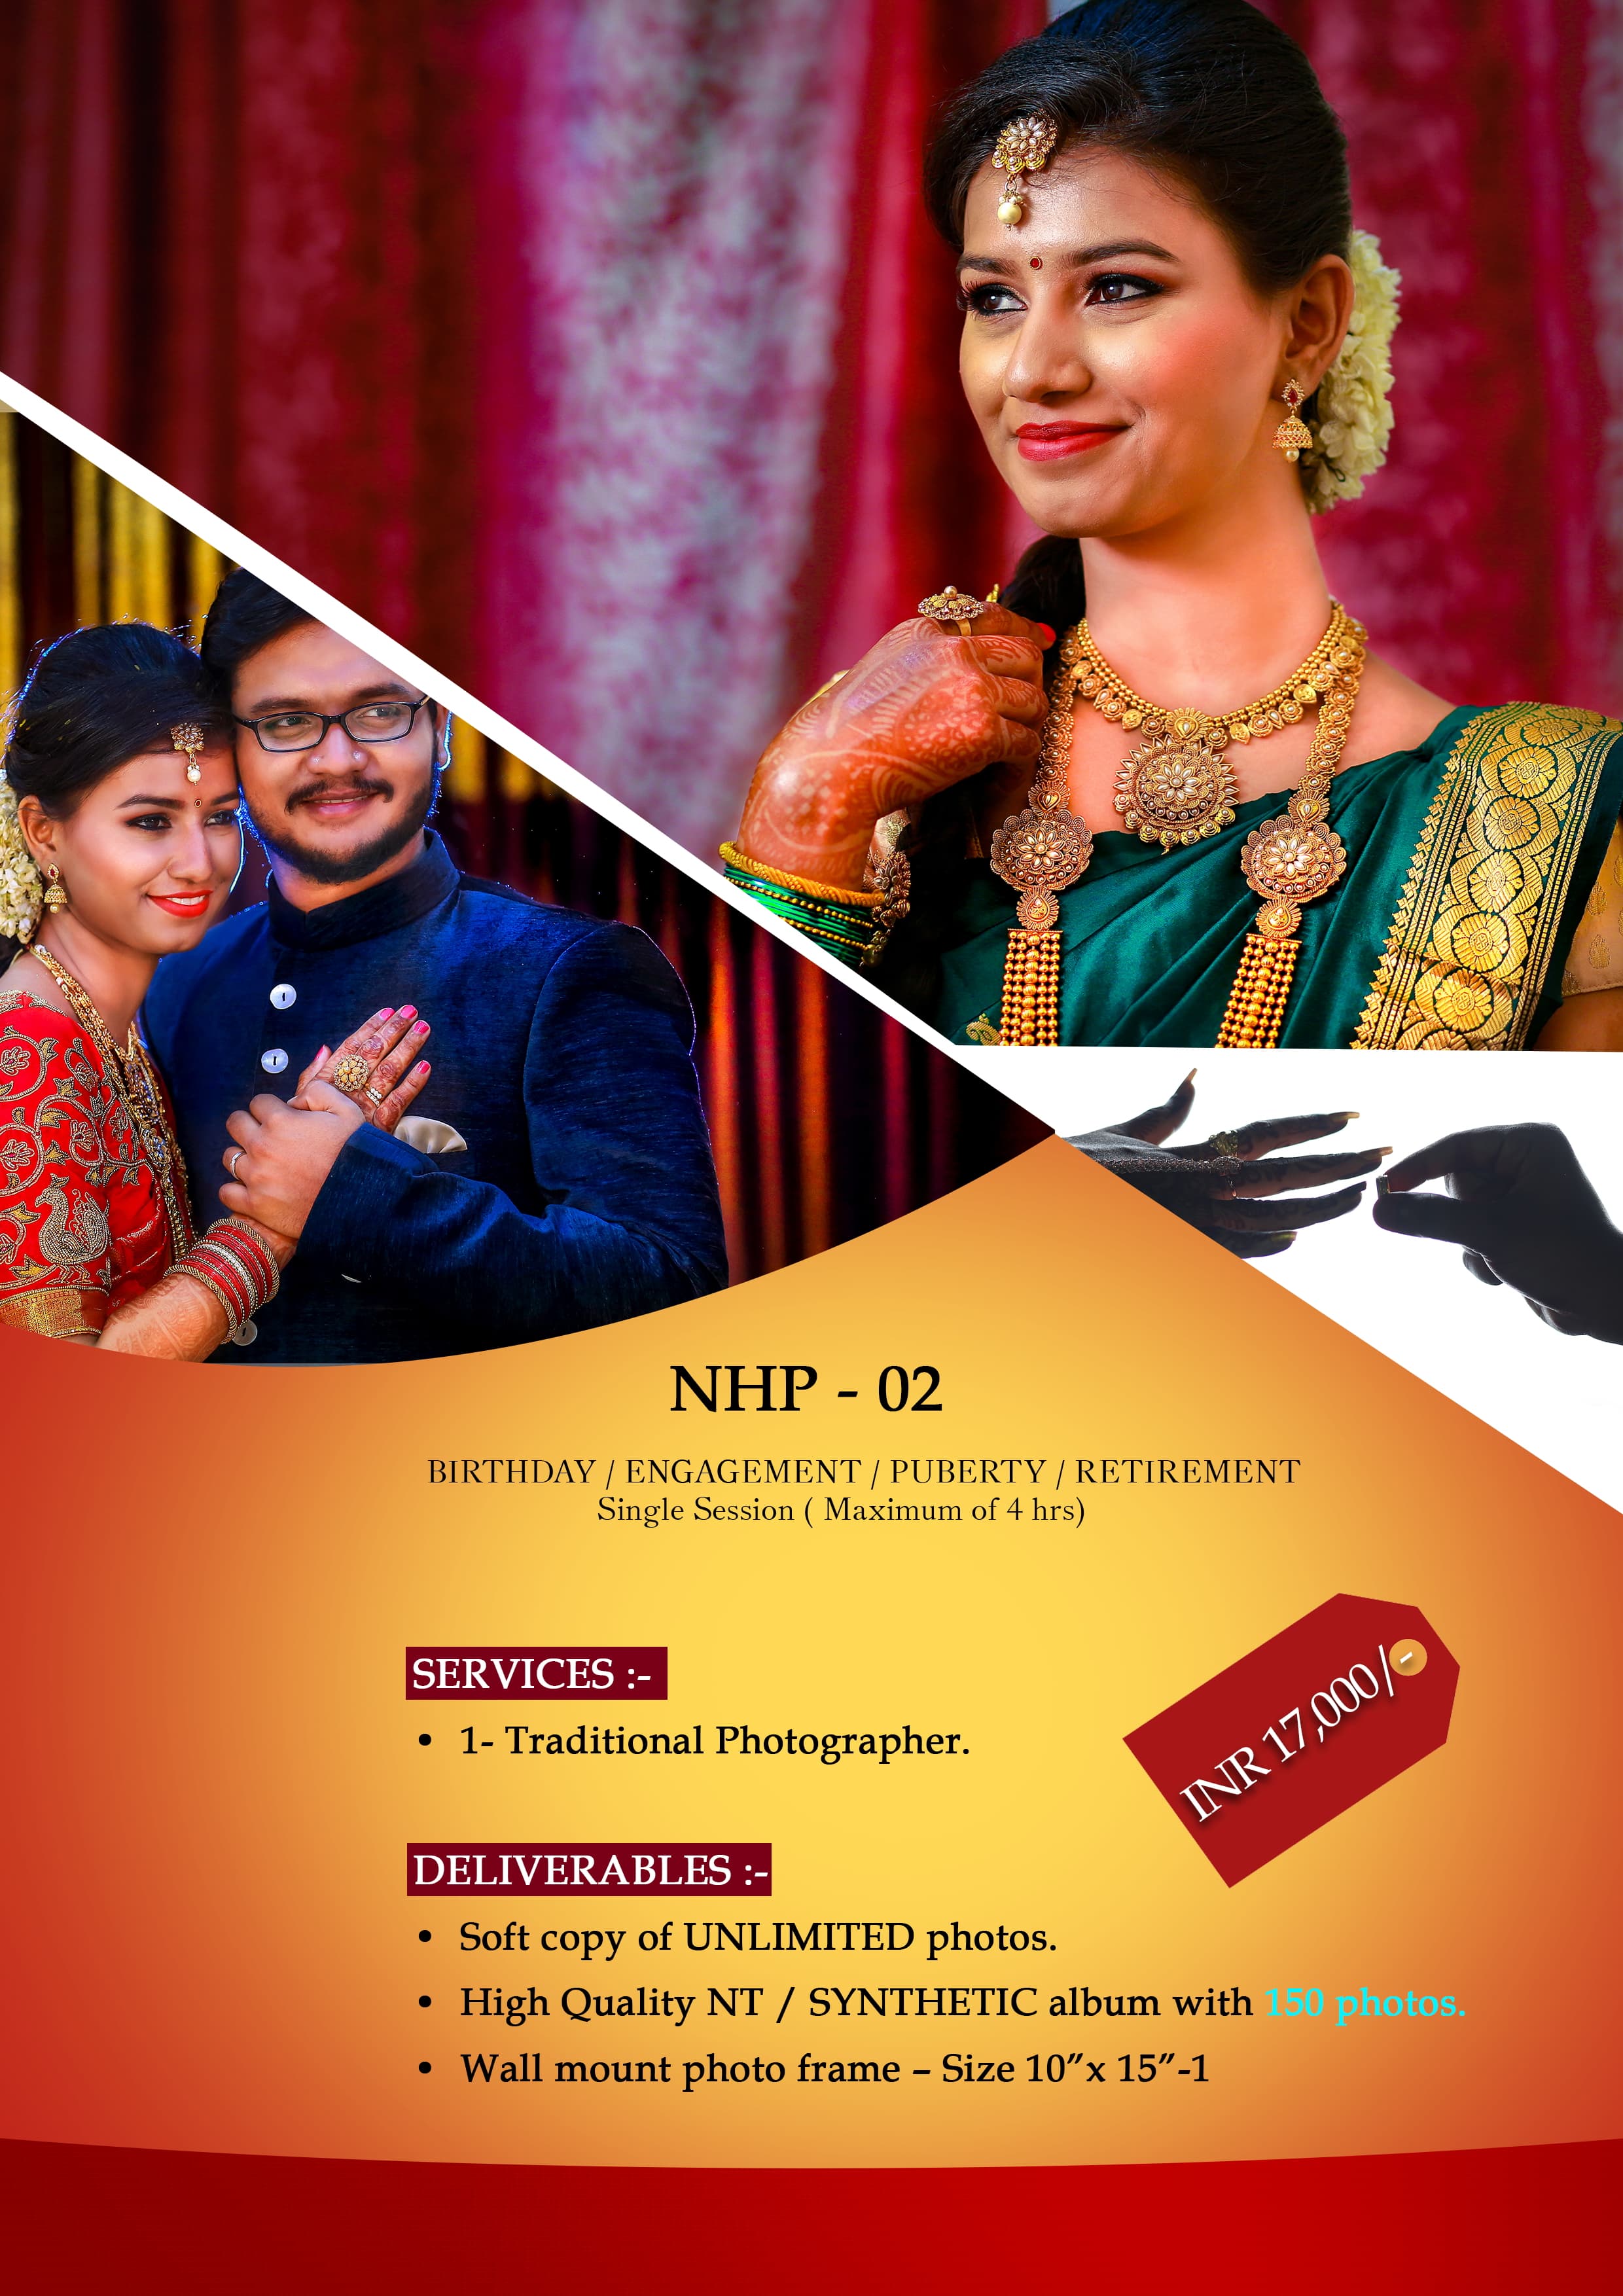 NHP - 02
BIRTHDAY / ENGAGEMENT / PUBERTY / RETIREMENT
Single Session ( Maximum of 4 hrs)
SERVICES :-
• 1- Traditional Photographer.
INR 17,000/-
DELIVERABLES :-
• Soft copy of UNLIMITED photos.
• High Quality NT / SYNTHETIC album with 150 photos.
• Wall mount photo frame – Size 10”x 15”-1